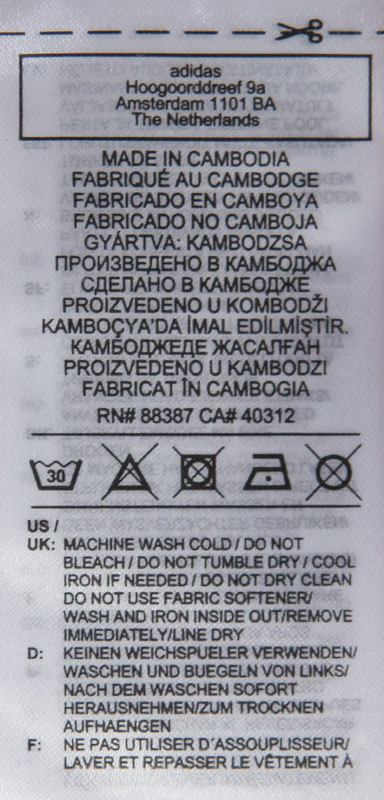 adidas
Hoogoorddreef 9a
Amsterdam 1101 BA
The Netherlands
MADE IN CAMBODIA
FABRIQUÉ AU CAMBODGE
FABRICADO EN CAMBOYA
FABRICADO NO CAMBOJA
GYÁRTVA: KAMBODZSA
ПРОИЗВЕДЕНО В КАМБОДЖА
СДЕЛАНО В КАМБОДЖЕ
PROIZVEDENO U KOMBODŽI
KAMBOÇYA'DA İMAL EDİLMİŞTİR.
КАМБОДЖЕДЕ ЖАСАЛҒАН
PROIZVEDENO U KAMBODZI
FABRICAT ÎN CAMBOGIA
RN# 88387 CA# 40312
30
US /
UK: MACHINE WASH COLD / DO NOT
BLEACH / DO NOT TUMBLE DRY / COOL
IRON IF NEEDED / DO NOT DRY CLEAN
DO NOT USE FABRIC SOFTENER/
WASH AND IRON INSIDE OUT/REMOVE
IMMEDIATELY/LINE DRY
D: KEINEN WEICHSPUELER VERWENDEN/
WASCHEN UND BUEGELN VON LINKS/
NACH DEM WASCHEN SOFORT
HERAUSNEHMEN/ZUM TROCKNEN
AUFHAENGEN
F: NE PAS UTILISER D'ASSOUPLISSEUR/
LAVER ET REPASSER LE VÊTEMENT À